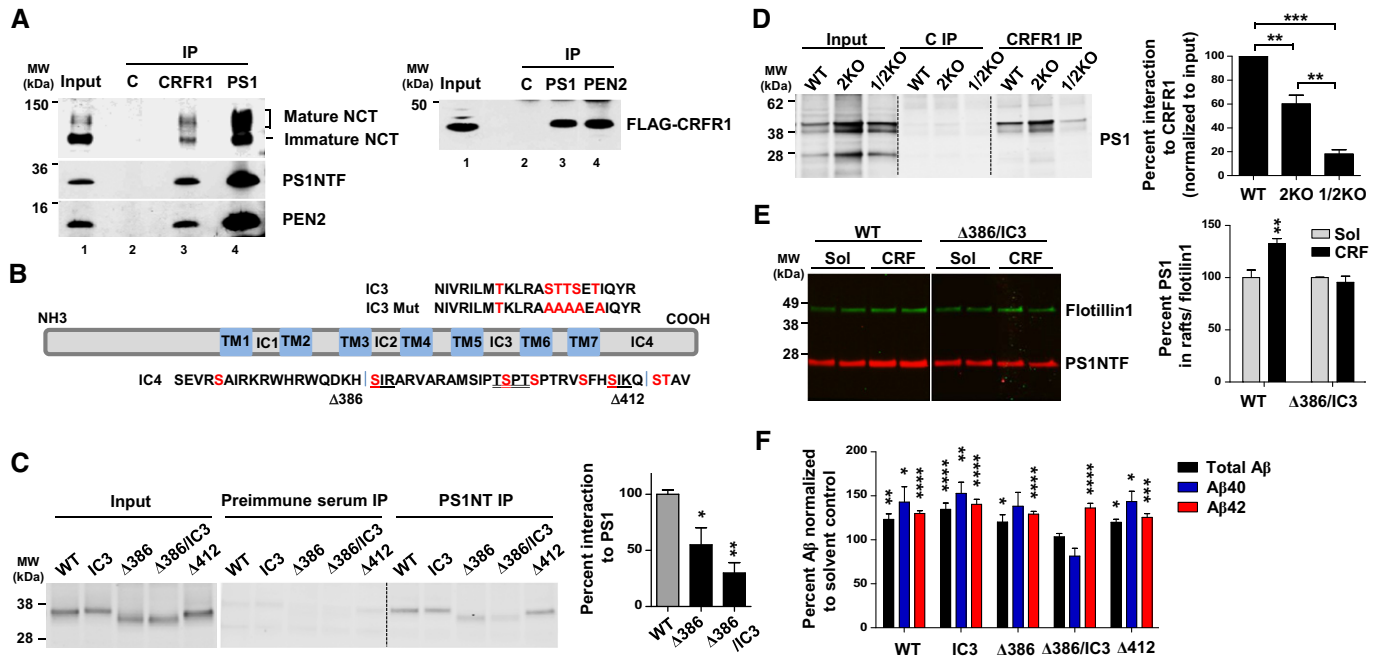 A
IP
MW
(kDa)
Input
C
CRFR1
PS1
150
Mature NCT
Immature NCT
36
PS1NTF
16
PEN2
1
2
3
4
IP
MW
(kDa)
Input
C
PS1
PEN2
50
FLAG-CRFR1
1
2
3
4
B
IC3 NIVRILMTKLRASTTSETIQYR
IC3 Mut NIVRILMTKLRAAAAAEAIQYR
NH3
COOH
TM1 IC1 TM2 TM3 IC2 TM4 TM5 IC3 TM6 TM7 IC4
IC4 SEVRSAIRKRWHRWQDKH SIRARVARAMSIPTSPTSPTRVSFHSIKQ STAV
Δ386
Δ412
C
Input
Preimmune serum IP
PS1NT IP
MW
(kDa)
WT
IC3
Δ386
Δ386/IC3
Δ412
WT
IC3
Δ386
Δ386/IC3
Δ412
WT
IC3
Δ386
Δ386/IC3
Δ412
38
28
Percent interaction
to PS1
100
50
0
*
**
WT
Δ386
Δ386
/IC3
D
Input
C IP
CRFR1 IP
MW
(kDa)
WT
2KO
1/2KO
WT
2KO
1/2KO
WT
2KO
1/2KO
62
38
28
PS1
Percent interaction
to CRFR1
(normalized to input)
100
80
60
40
20
0
***
**
**
WT
2KO
1/2KO
E
WT
Δ386/IC3
MW
(kDa)
Sol
CRF
Sol
CRF
49
38
28
Flotillin1
PS1NTF
Percent PS1
in rafts/ flotilin1
150
100
50
0
**
Sol
CRF
WT
Δ386/IC3
F
Percent Aβ normalized
to solvent control
200
150
100
50
0
**
*
****
****
**
****
*
****
****
*
*
***
Total Aβ
Aβ40
Aβ42
WT
IC3
Δ386
Δ386/IC3
Δ412